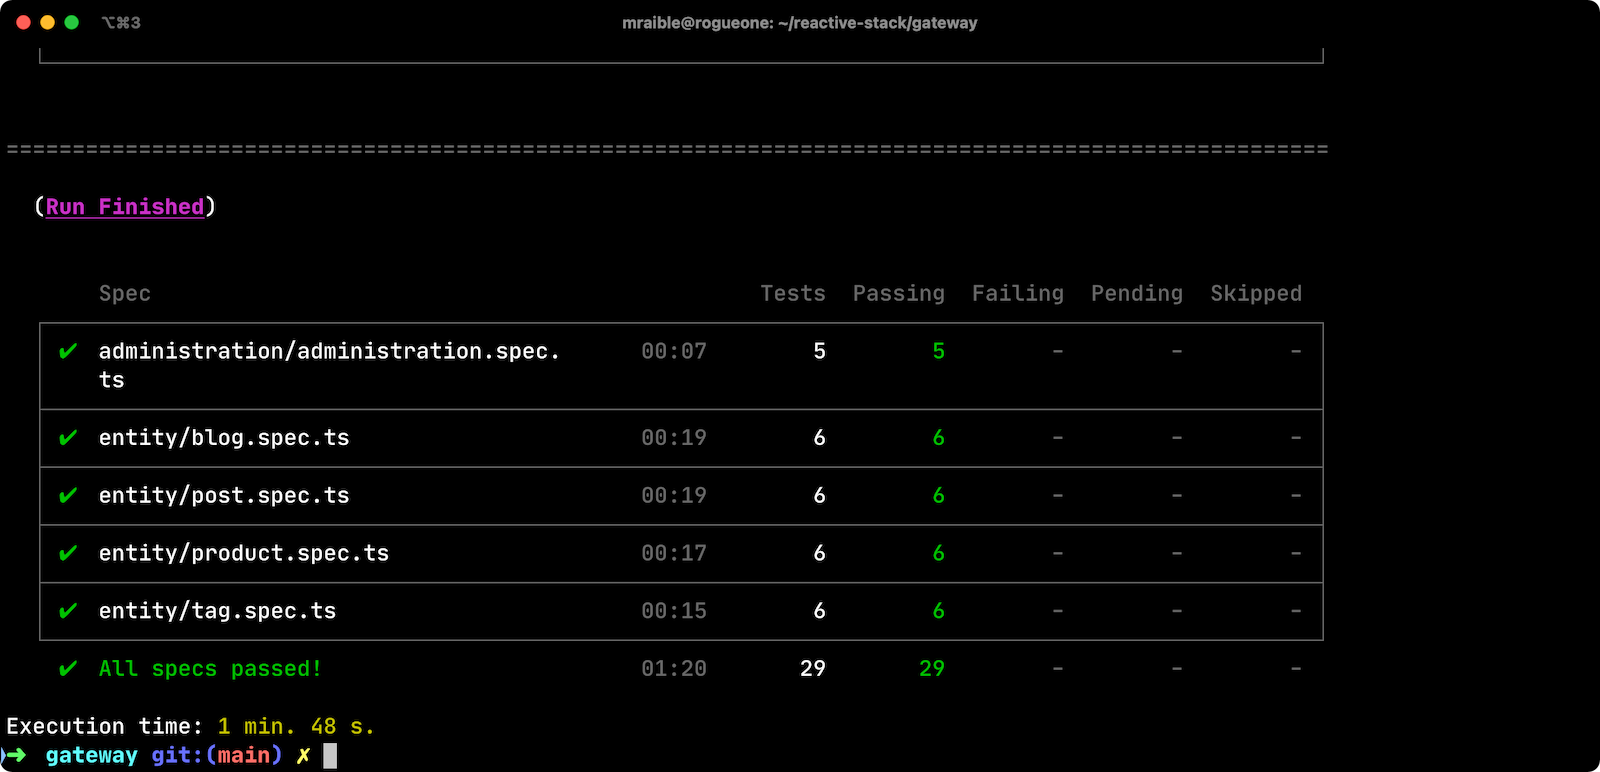 ⌥⌘3 mraible@rogueone: ~/reactive-stack/gateway
====================================================================================================
(Run Finished)
Spec Tests Passing Failing Pending Skipped
✔ administration/administration.spec. 00:07 5 5 - - -
ts
✔ entity/blog.spec.ts 00:19 6 6 - - -
✔ entity/post.spec.ts 00:19 6 6 - - -
✔ entity/product.spec.ts 00:17 6 6 - - -
✔ entity/tag.spec.ts 00:15 6 6 - - -
✔ All specs passed! 01:20 29 29 - - -
Execution time: 1 min. 48 s.
➜ gateway git:(main) ✗